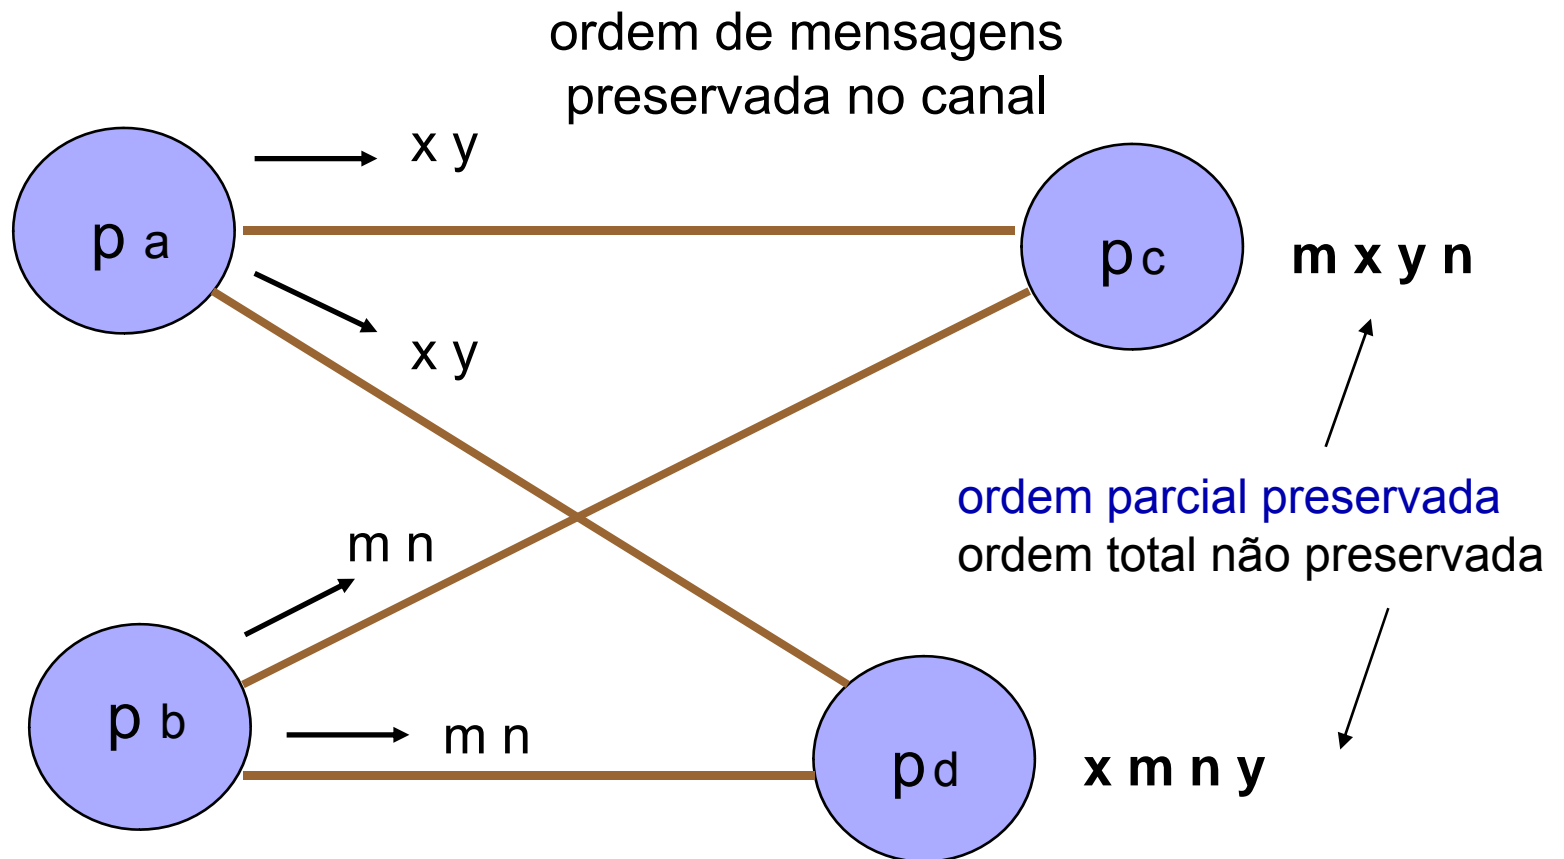 ordem de mensagens
preservada no canal
x y
p a
p c
m x y n
x y
ordem parcial preservada
ordem total não preservada
m n
p b
m n
p d
x m n y